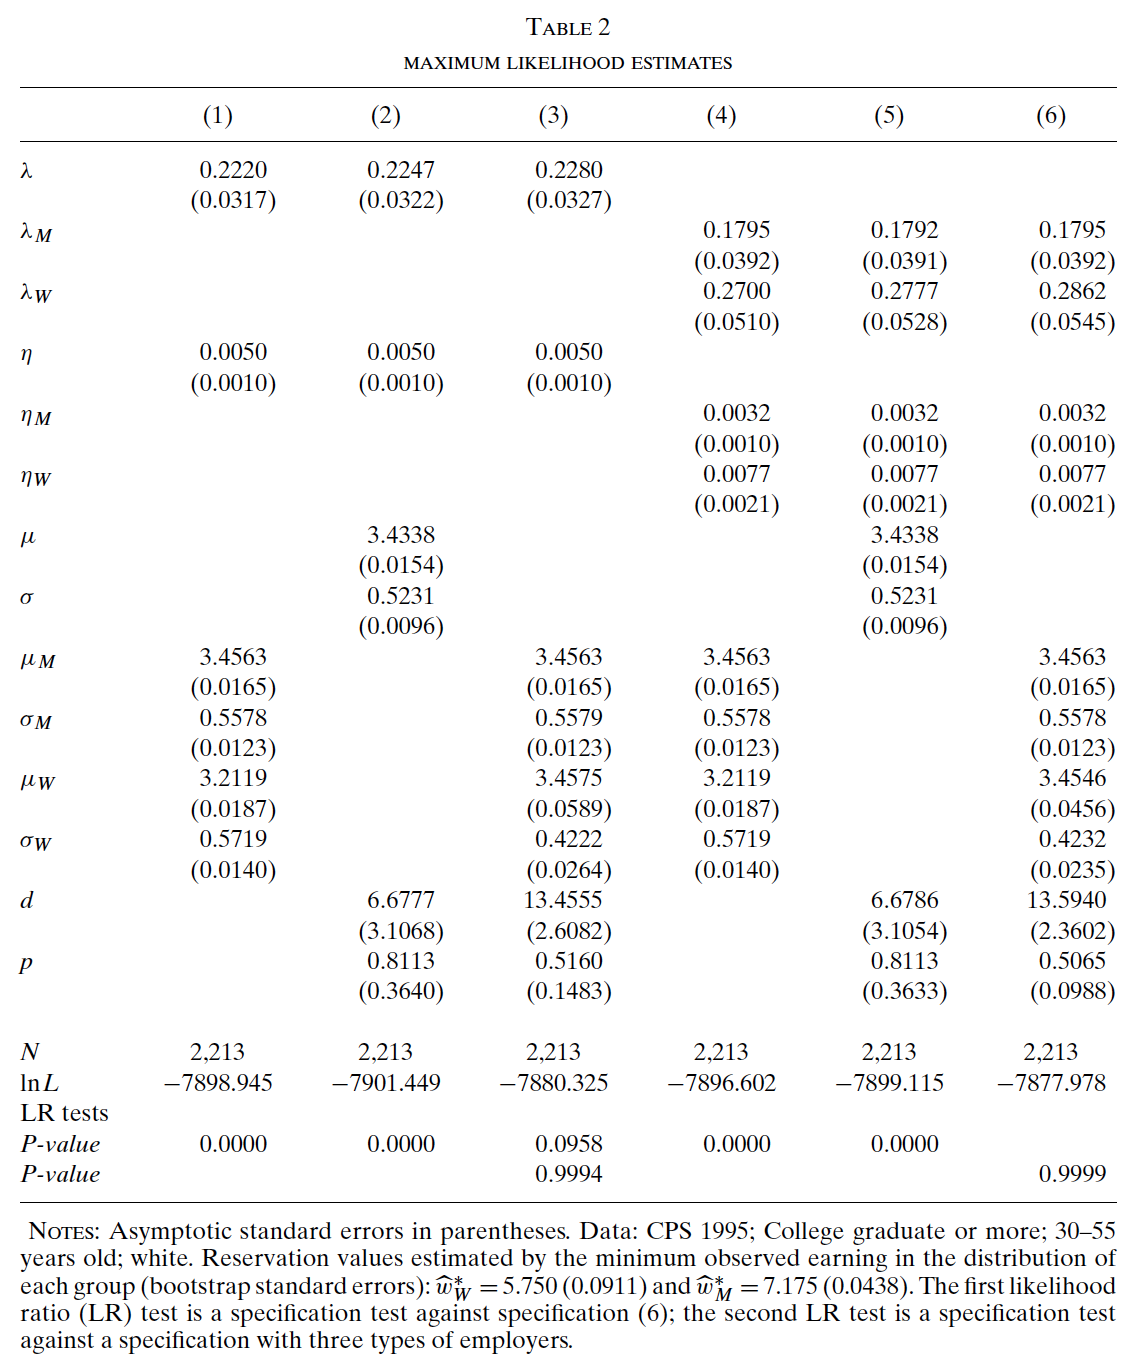 TABLE 2
MAXIMUM LIKELIHOOD ESTIMATES
(1) (2) (3) (4) (5) (6)
λ 0.2220 0.2247 0.2280
(0.0317) (0.0322) (0.0327)
λM 0.1795 0.1792 0.1795
(0.0392) (0.0391) (0.0392)
λW 0.2700 0.2777 0.2862
(0.0510) (0.0528) (0.0545)
η 0.0050 0.0050 0.0050
(0.0010) (0.0010) (0.0010)
ηM 0.0032 0.0032 0.0032
(0.0010) (0.0010) (0.0010)
ηW 0.0077 0.0077 0.0077
(0.0021) (0.0021) (0.0021)
μ 3.4338 3.4338
(0.0154) (0.0154)
σ 0.5231 0.5231
(0.0096) (0.0096)
μM 3.4563 3.4563 3.4563 3.4563
(0.0165) (0.0165) (0.0165) (0.0165)
σM 0.5578 0.5579 0.5578 0.5578
(0.0123) (0.0123) (0.0123) (0.0123)
μW 3.2119 3.4575 3.2119 3.4546
(0.0187) (0.0589) (0.0187) (0.0456)
σW 0.5719 0.4222 0.5719 0.4232
(0.0140) (0.0264) (0.0140) (0.0235)
d 6.6777 13.4555 6.6786 13.5940
(3.1068) (2.6082) (3.1054) (2.3602)
p 0.8113 0.5160 0.8113 0.5065
(0.3640) (0.1483) (0.3633) (0.0988)
N 2,213 2,213 2,213 2,213 2,213 2,213
ln L −7898.945 −7901.449 −7880.325 −7896.602 −7899.115 −7877.978
LR tests
P-value 0.0000 0.0000 0.0958 0.0000 0.0000
P-value 0.9994 0.9999
NOTES: Asymptotic standard errors in parentheses. Data: CPS 1995; College graduate or more; 30–55
years old; white. Reservation values estimated by the minimum observed earning in the distribution of
each group (bootstrap standard errors): ŵ*W = 5.750 (0.0911) and ŵ*M = 7.175 (0.0438). The first likelihood
ratio (LR) test is a specification test against specification (6); the second LR test is a specification test
against a specification with three types of employers.